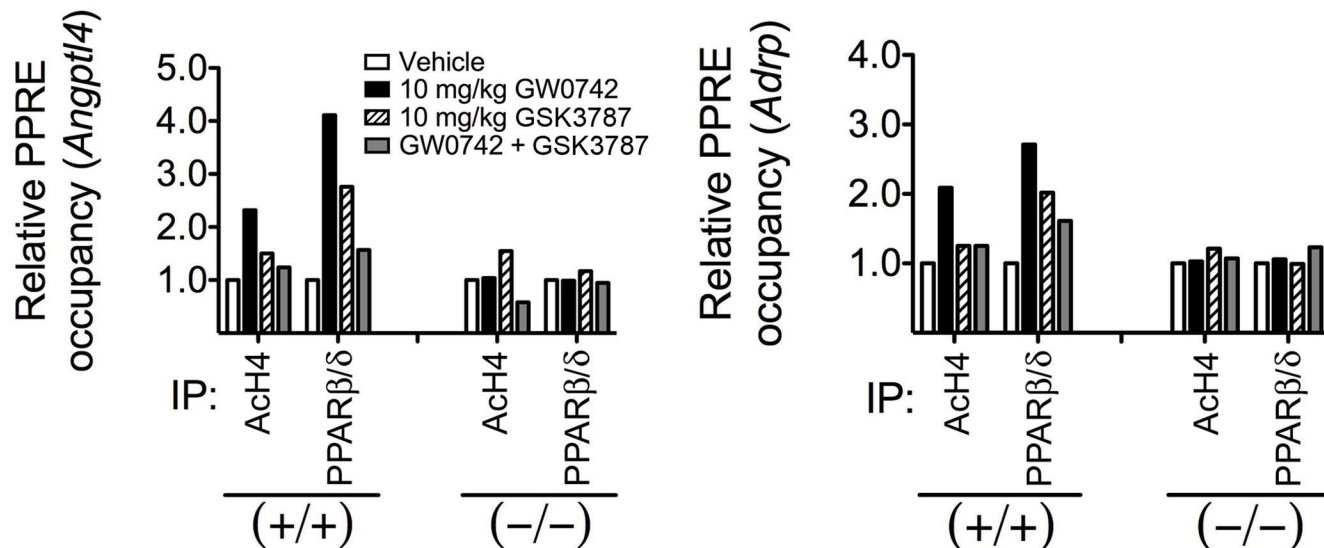 Relative PPRE
occupancy (Angptl4)
5.0
4.0
3.0
2.0
1.0
Vehicle
10 mg/kg GW0742
10 mg/kg GSK3787
GW0742 + GSK3787
IP:
AcH4
PPARβ/δ
AcH4
PPARβ/δ
(+/+)
(−/−)
Relative PPRE
occupancy (Adrp)
4.0
3.0
2.0
1.0
IP:
AcH4
PPARβ/δ
AcH4
PPARβ/δ
(+/+)
(−/−)